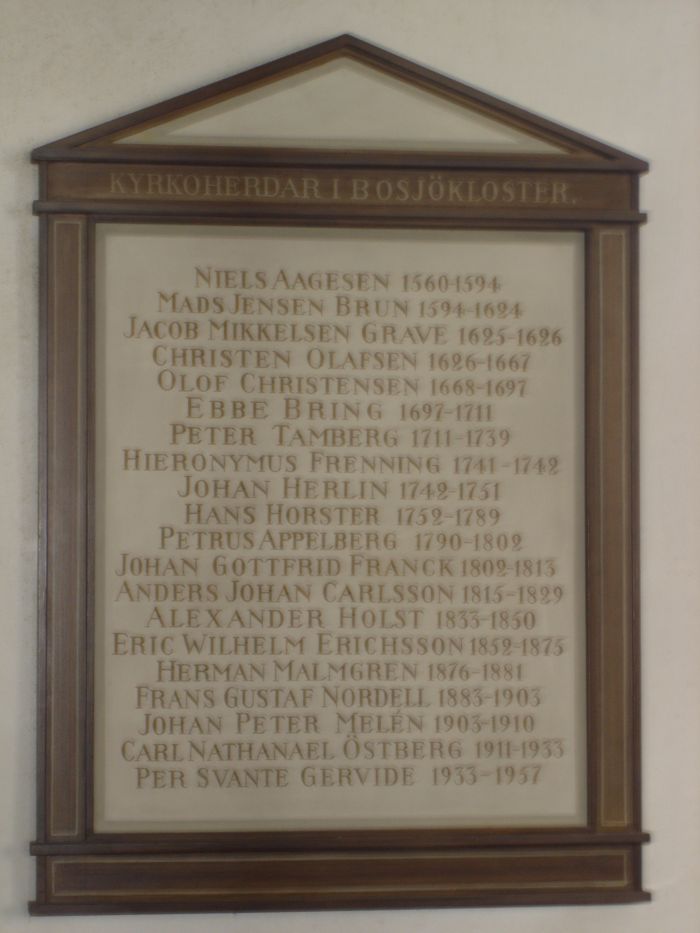 KYRKOHERDAR I BOSJÖKLOSTER.
NIELS AAGESEN 1560-1594
MADS JENSEN BRUN 1594-1624
JACOB MIKKELSEN GRAVE 1625-1626
CHRISTEN OLAFSEN 1626-1667
OLOF CHRISTENSEN 1668-1697
EBBE BRING 1697-1711
PETER TAMBERG 1711-1739
HIERONYMUS FRENNING 1741-1742
JOHAN HERLIN 1742-1751
HANS HORSTER 1752-1789
PETRUS APPELBERG 1790-1802
JOHAN GOTTFRID FRANCK 1802-1813
ANDERS JOHAN CARLSSON 1815-1829
ALEXANDER HOLST 1833-1850
ERIC WILHELM ERICHSSON 1852-1875
HERMAN MALMGREN 1876-1881
FRANS GUSTAF NORDELL 1883-1903
JOHAN PETER MELÉN 1903-1910
CARL NATHANAEL ÖSTBERG 1911-1933
PER SVANTE GERVIDE 1933-1957